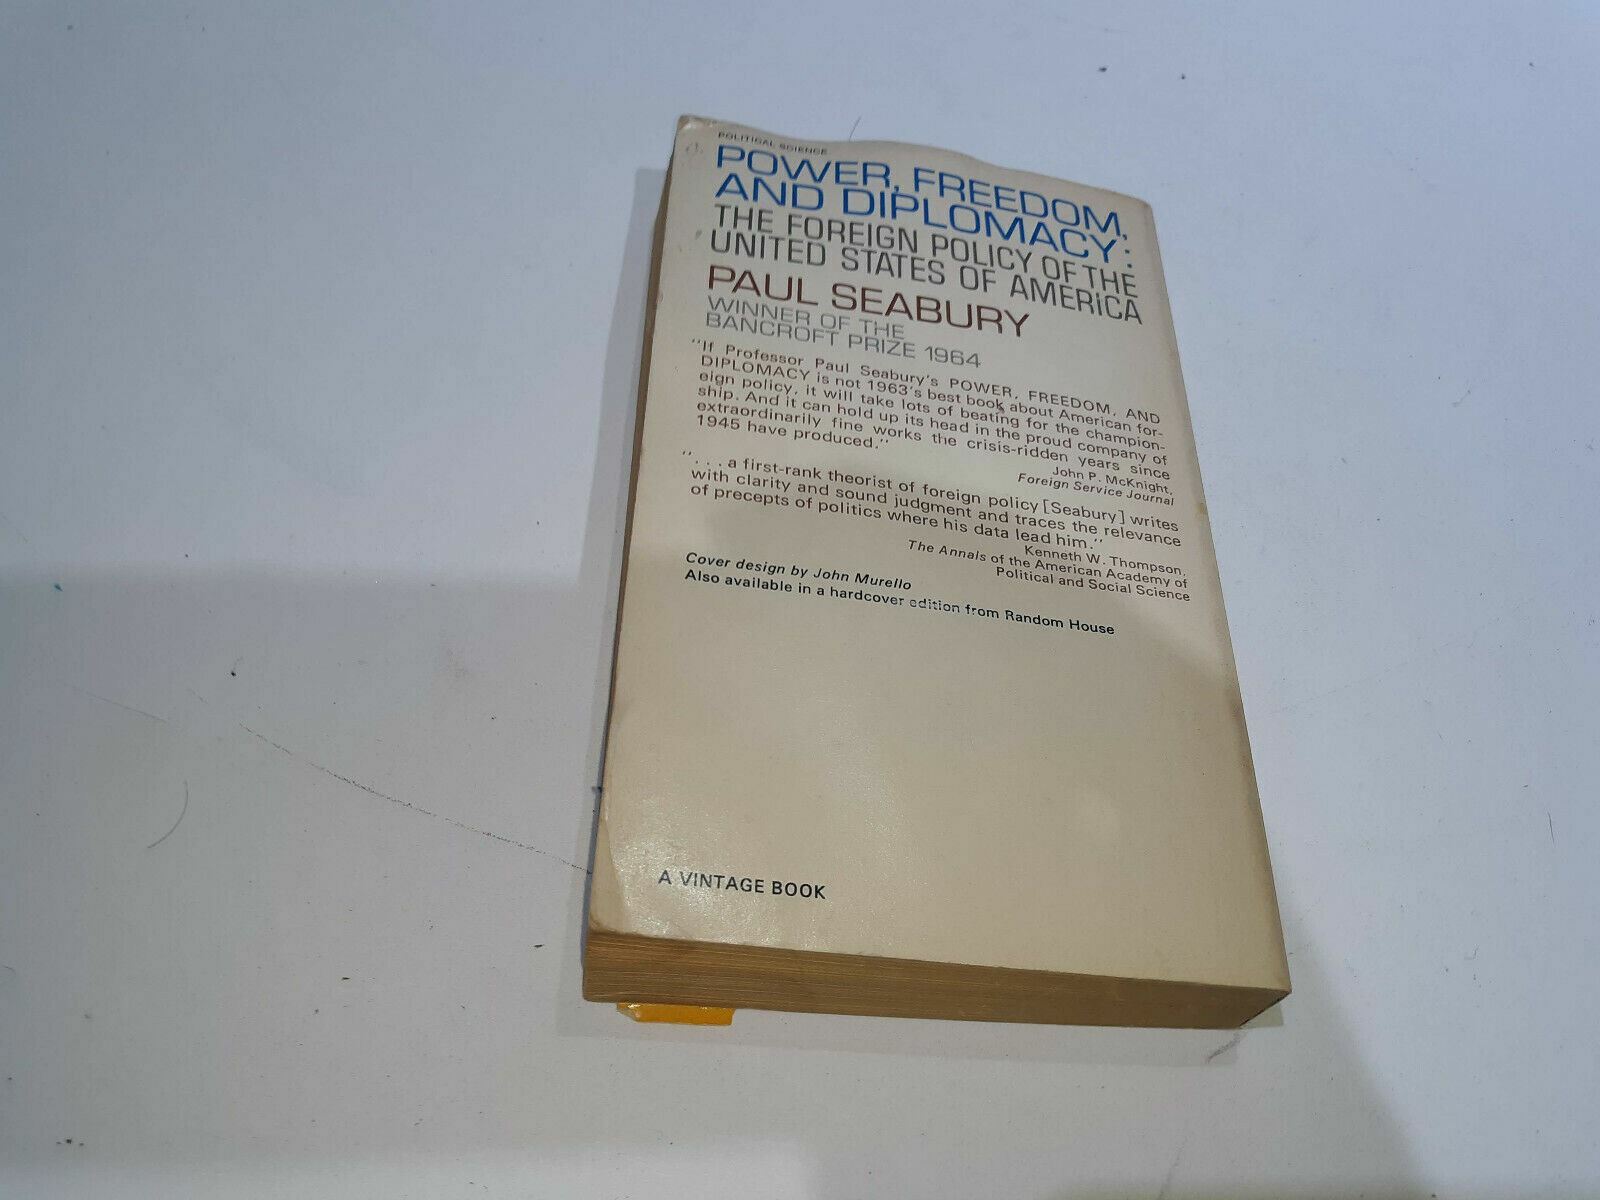 POLITICAL SCIENCE
POWER, FREEDOM,
AND DIPLOMACY:
THE FOREIGN POLICY OF THE
UNITED STATES OF AMERICA
PAUL SEABURY
WINNER OF THE
BANCROFT PRIZE 1964
"If Professor Paul Seabury's POWER, FREEDOM, AND
DIPLOMACY is not 1963's best book about American for-
eign policy, it will take lots of beating for the champion-
ship. And it can hold up its head in the proud company of
extraordinarily fine works the crisis-ridden years since
1945 have produced."
John P. McKnight,
Foreign Service Journal
". . . a first-rank theorist of foreign policy [Seabury] writes
with clarity and sound judgment and traces the relevance
of precepts of politics where his data lead him."
Kenneth W. Thompson,
The Annals of the American Academy of
Political and Social Science
Cover design by John Murello
Also available in a hardcover edition from Random House
A VINTAGE BOOK